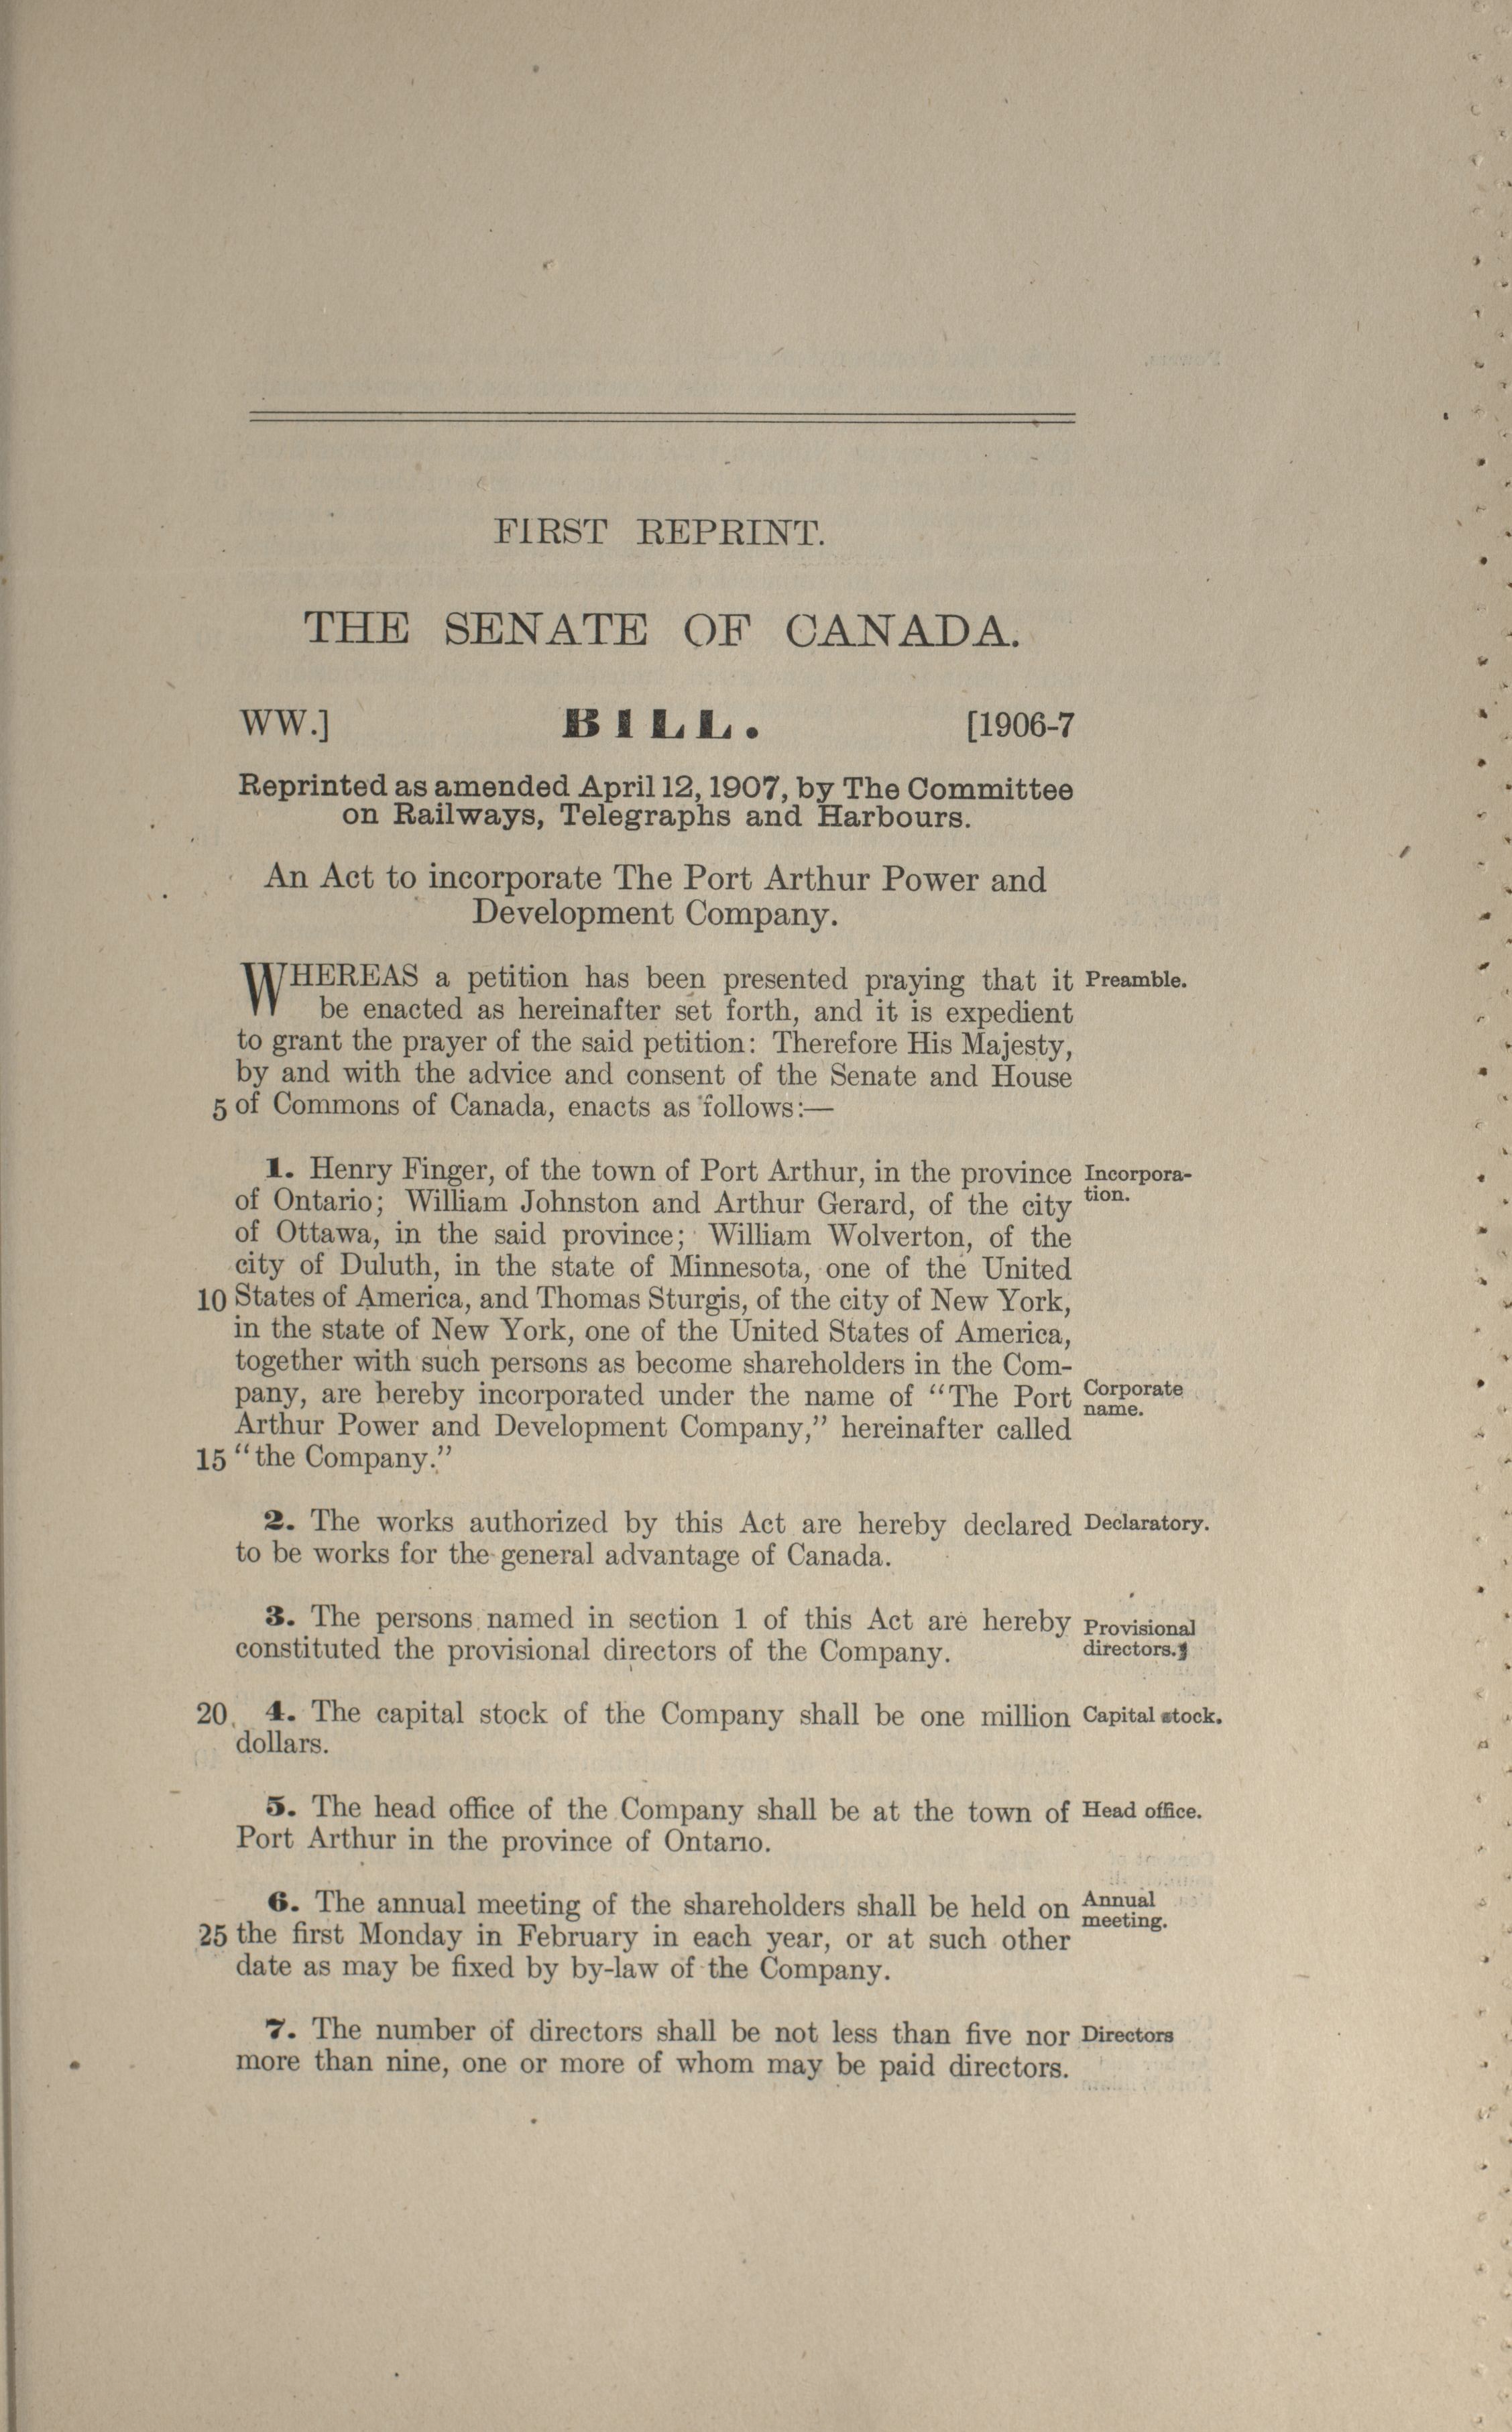 FIRST REPRINT.
THE SENATE OF CANADA.
WW.] BILL. [1906-7
Reprinted as amended April 12, 1907, by The Committee
on Railways, Telegraphs and Harbours.
An Act to incorporate The Port Arthur Power and
Development Company.
WHEREAS a petition has been presented praying that it Preamble.
be enacted as hereinafter set forth, and it is expedient
to grant the prayer of the said petition: Therefore His Majesty,
by and with the advice and consent of the Senate and House
5 of Commons of Canada, enacts as follows:—
1. Henry Finger, of the town of Port Arthur, in the province Incorpora-
of Ontario; William Johnston and Arthur Gerard, of the city tion.
of Ottawa, in the said province; William Wolverton, of the
city of Duluth, in the state of Minnesota, one of the United
10 States of America, and Thomas Sturgis, of the city of New York,
in the state of New York, one of the United States of America,
together with such persons as become shareholders in the Com-
pany, are hereby incorporated under the name of "The Port Corporate
Arthur Power and Development Company," hereinafter called name.
15 "the Company."
2. The works authorized by this Act are hereby declared Declaratory.
to be works for the general advantage of Canada.
3. The persons named in section 1 of this Act are hereby Provisional
constituted the provisional directors of the Company. directors.
20 4. The capital stock of the Company shall be one million Capital stock.
dollars.
5. The head office of the Company shall be at the town of Head office.
Port Arthur in the province of Ontario.
6. The annual meeting of the shareholders shall be held on Annual
25 the first Monday in February in each year, or at such other meeting.
date as may be fixed by by-law of the Company.
7. The number of directors shall be not less than five nor Directors
more than nine, one or more of whom may be paid directors.